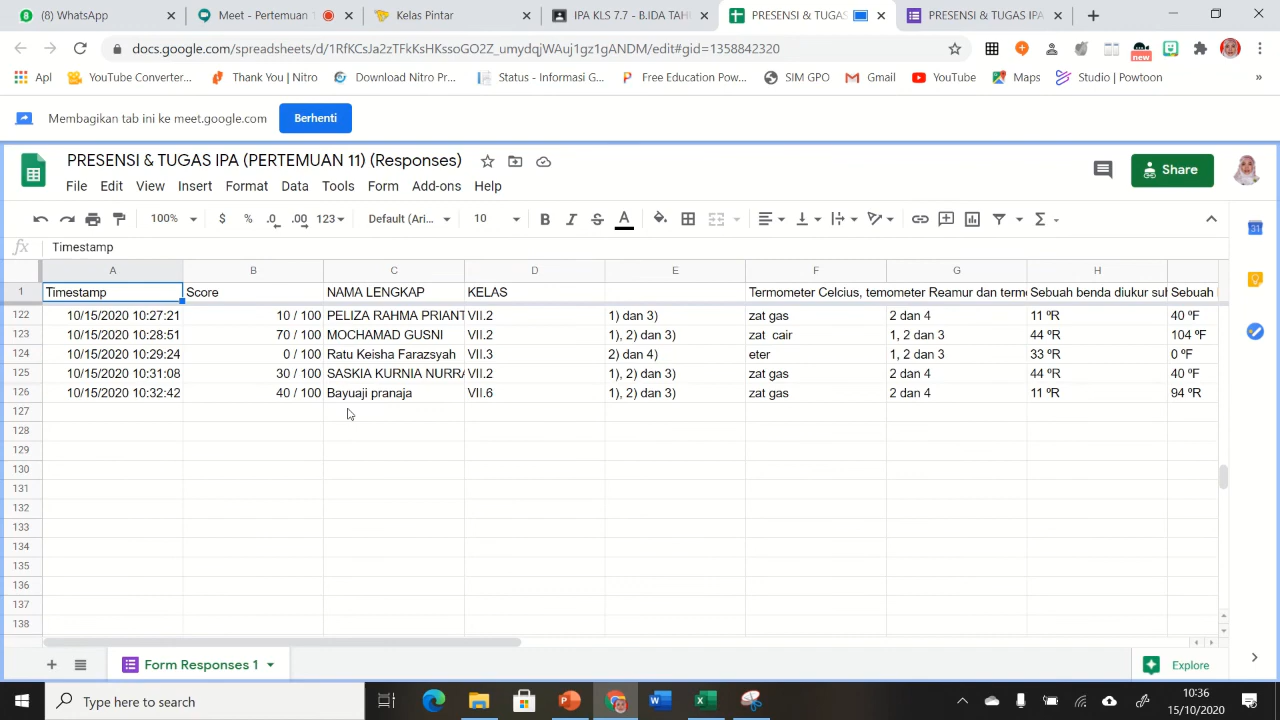 (8) WhatsApp
Meet - Pertemuan 1
Kelas Pintar
IPA KLS 7.7 - PADA TAHU
PRESENSI & TUGAS
PRESENSI & TUGAS IPA
docs.google.com/spreadsheets/d/1RfKCsJa2zTFkKsHKssoGO2Z_umydqjWAuj1gz1gANDM/edit#gid=1358842320
new
Apl
YouTube Converter...
Thank You | Nitro
Download Nitro Pr...
Status - Informasi G...
Free Education Pow...
SIM GPO
Gmail
YouTube
Maps
Studio | Powtoon
»
Membagikan tab ini ke meet.google.com
Berhenti
PRESENSI & TUGAS IPA (PERTEMUAN 11) (Responses)
File Edit View Insert Format Data Tools Form Add-ons Help
Share
100% $ % .0 .00 123 Default (Ari... 10 B I S A Σ
fx Timestamp
31
A B C D E F G H
1 Timestamp Score NAMA LENGKAP KELAS Termometer Celcius, temometer Reamur dan term Sebuah benda diukur sul Sebuah
122 10/15/2020 10:27:21 10 / 100 PELIZA RAHMA PRIANT VII.2 1) dan 3) zat gas 2 dan 4 11 ºR 40 ºF
123 10/15/2020 10:28:51 70 / 100 MOCHAMAD GUSNI VII.2 1), 2) dan 3) zat cair 1, 2 dan 3 44 ºR 104 ºF
124 10/15/2020 10:29:24 0 / 100 Ratu Keisha Farazsyah VII.3 2) dan 4) eter 1, 2 dan 3 33 ºR 0 ºF
125 10/15/2020 10:31:08 30 / 100 SASKIA KURNIA NURRA VII.2 1), 2) dan 3) zat gas 2 dan 4 44 ºR 40 ºF
126 10/15/2020 10:32:42 40 / 100 Bayuaji pranaja VII.6 1), 2) dan 3) zat gas 2 dan 4 11 ºR 94 ºR
127
128
129
130
131
132
133
134
135
136
137
138
Form Responses 1
Explore
Type here to search
10:36
15/10/2020